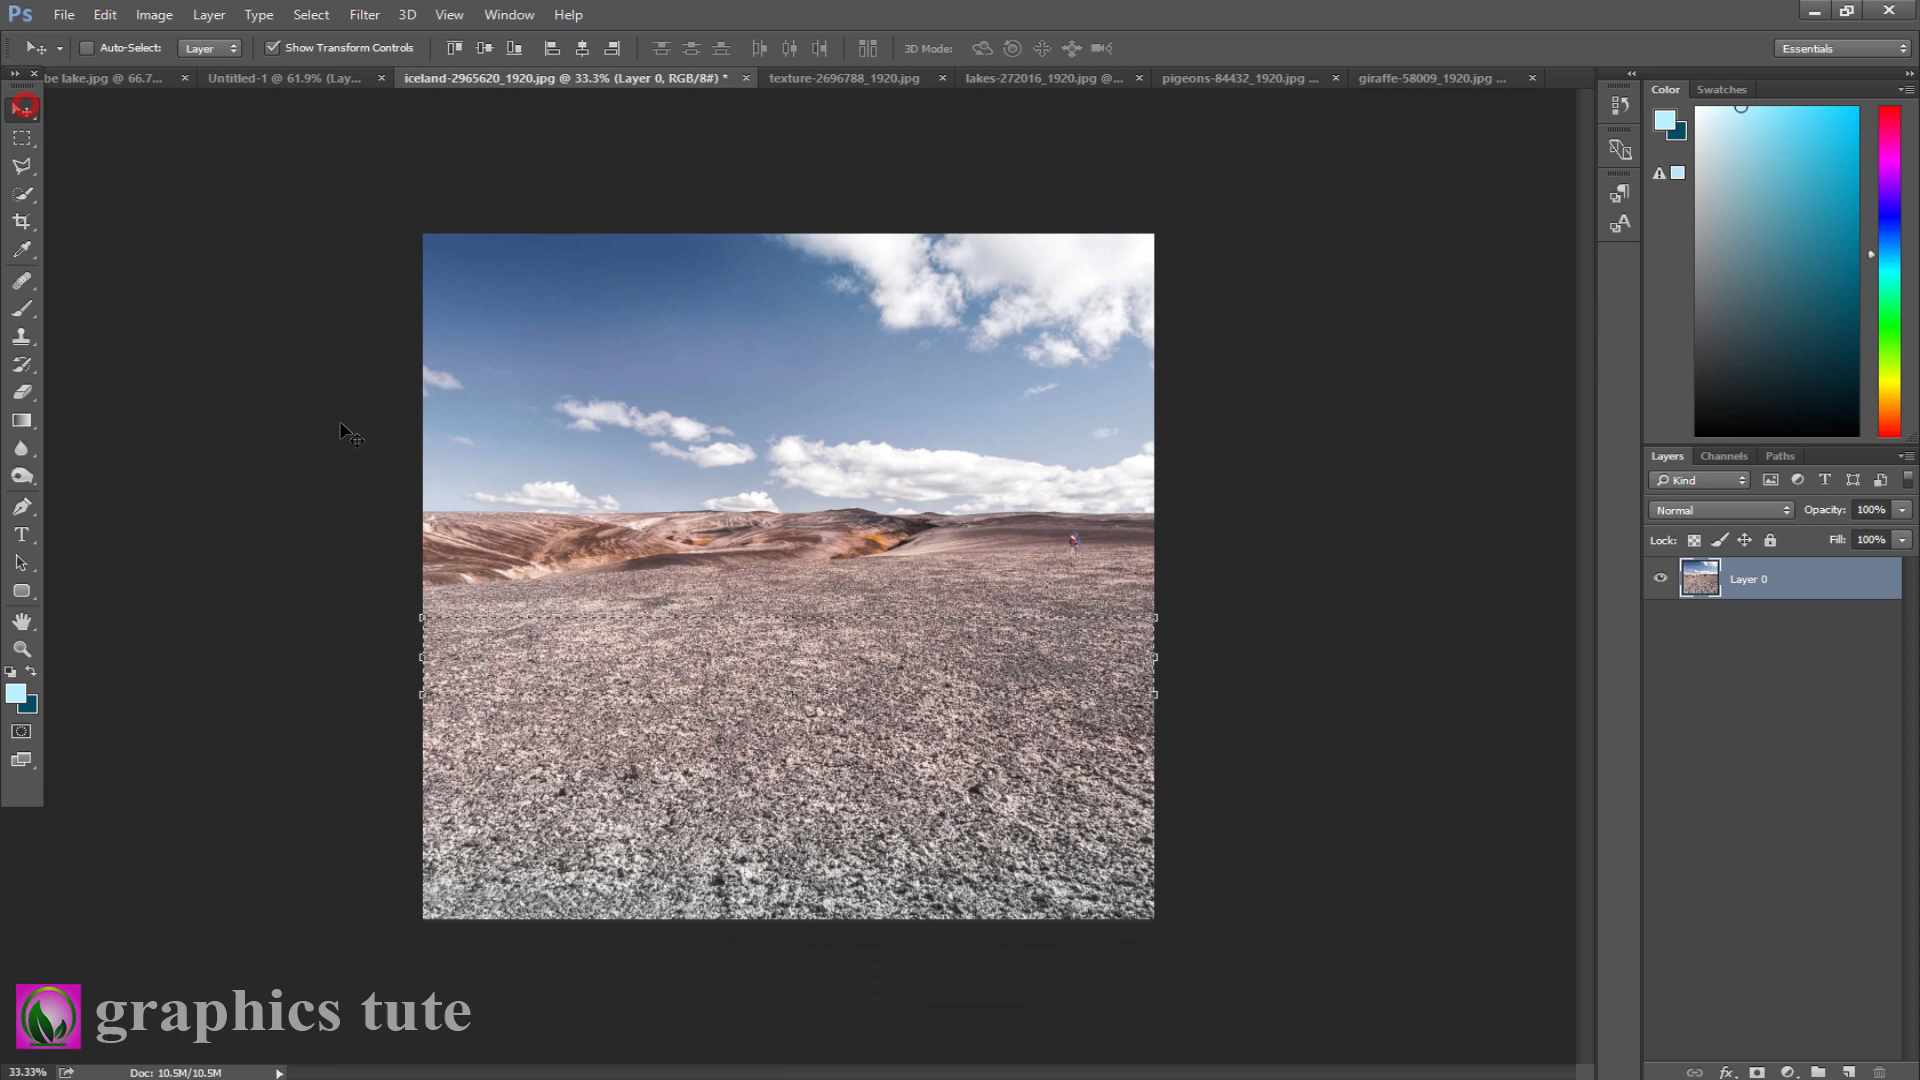 Ps File Edit Image Layer Type Select Filter 3D View Window Help
Auto-Select: Layer Show Transform Controls 3D Mode: Essentials
be lake.jpg @ 66.7... Untitled-1 @ 61.9% (Lay... iceland-2965620_1920.jpg @ 33.3% (Layer 0, RGB/8#) * texture-2696788_1920.jpg lakes-272016_1920.jpg @... pigeons-84432_1920.jpg ... giraffe-58009_1920.jpg ...
Color Swatches
Layers Channels Paths
Kind
Normal Opacity: 100%
Lock: Fill: 100%
Layer 0
graphics tute
33.33% Doc: 10.5M/10.5M